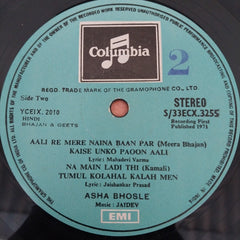 Columbia
2
REGD. TRADE MARK OF THE GRAMOPHONE CO. LTD
Side Two
YCEIX. 2010
HINDI
BHAJAN & GEETS
STEREO
S/33ECX.3255
Recording First
Published 1975
AALI RE MERE NAINA BAAN PAR (Meera Bhajan)
KAISE UNKO PAOON AALI
Lyric: Mahadevi Varma
NA MAIN LADI THI (Kamali)
TUMUL KOLAHAL KALAH MEN
Lyric: Jaishankar Prasad
ASHA BHOSLE
Music: JAIDEV
EMI